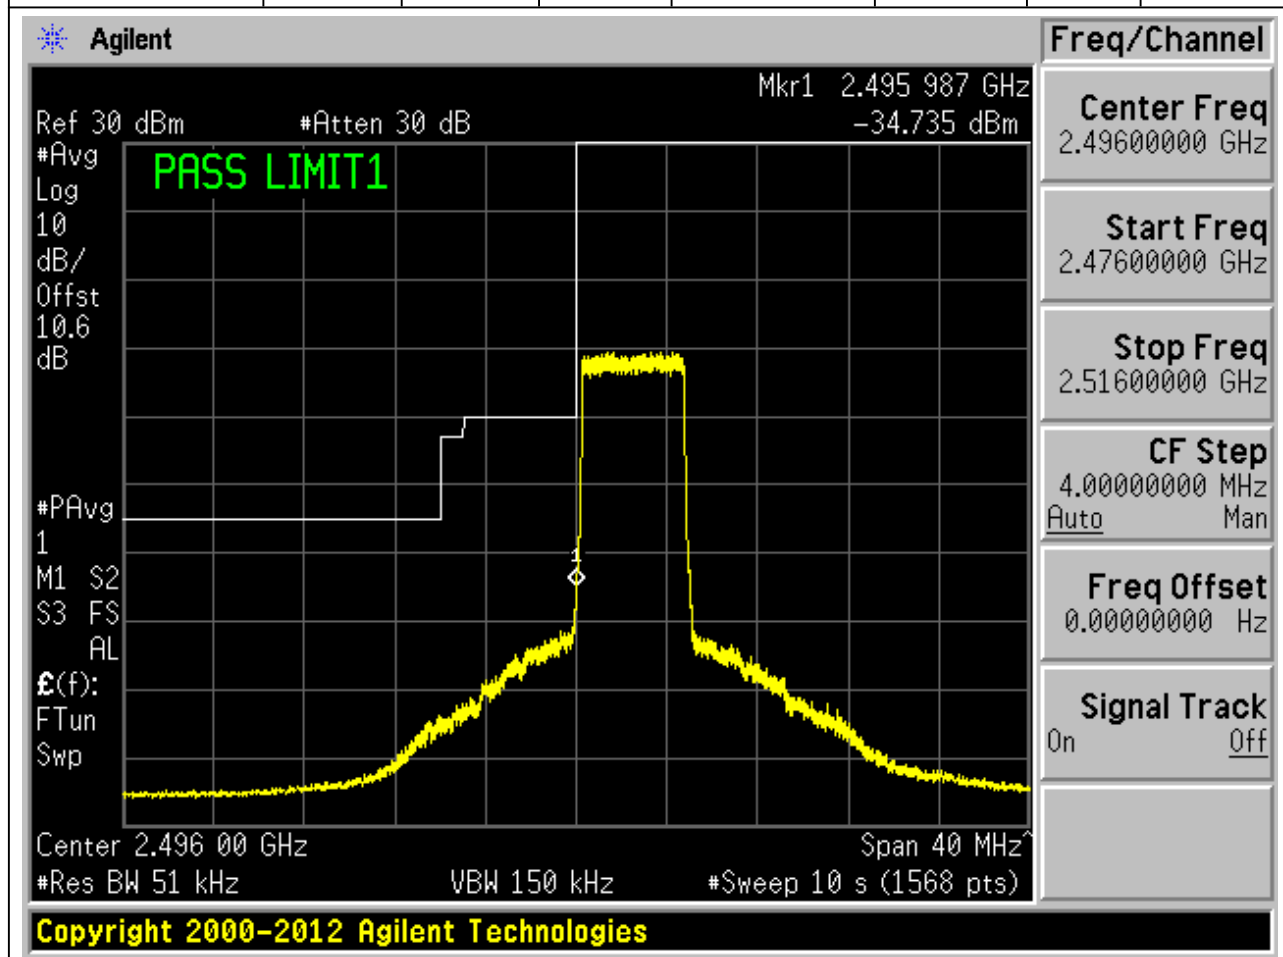 Agilent
Freq/Channel
Mkr1 2.495 987 GHz
Ref 30 dBm #Atten 30 dB -34.735 dBm
#Avg
Log
10
dB/
Offst
10.6
dB
#PAvg
1
M1 S2
S3 FS
AL
£(f):
FTun
Swp
PASS LIMIT1
1
Center 2.496 00 GHz Span 40 MHz^
#Res BW 51 kHz VBW 150 kHz #Sweep 10 s (1568 pts)
Copyright 2000-2012 Agilent Technologies
Center Freq
2.49600000 GHz
Start Freq
2.47600000 GHz
Stop Freq
2.51600000 GHz
CF Step
4.00000000 MHz
Auto Man
Freq Offset
0.00000000 Hz
Signal Track
On Off